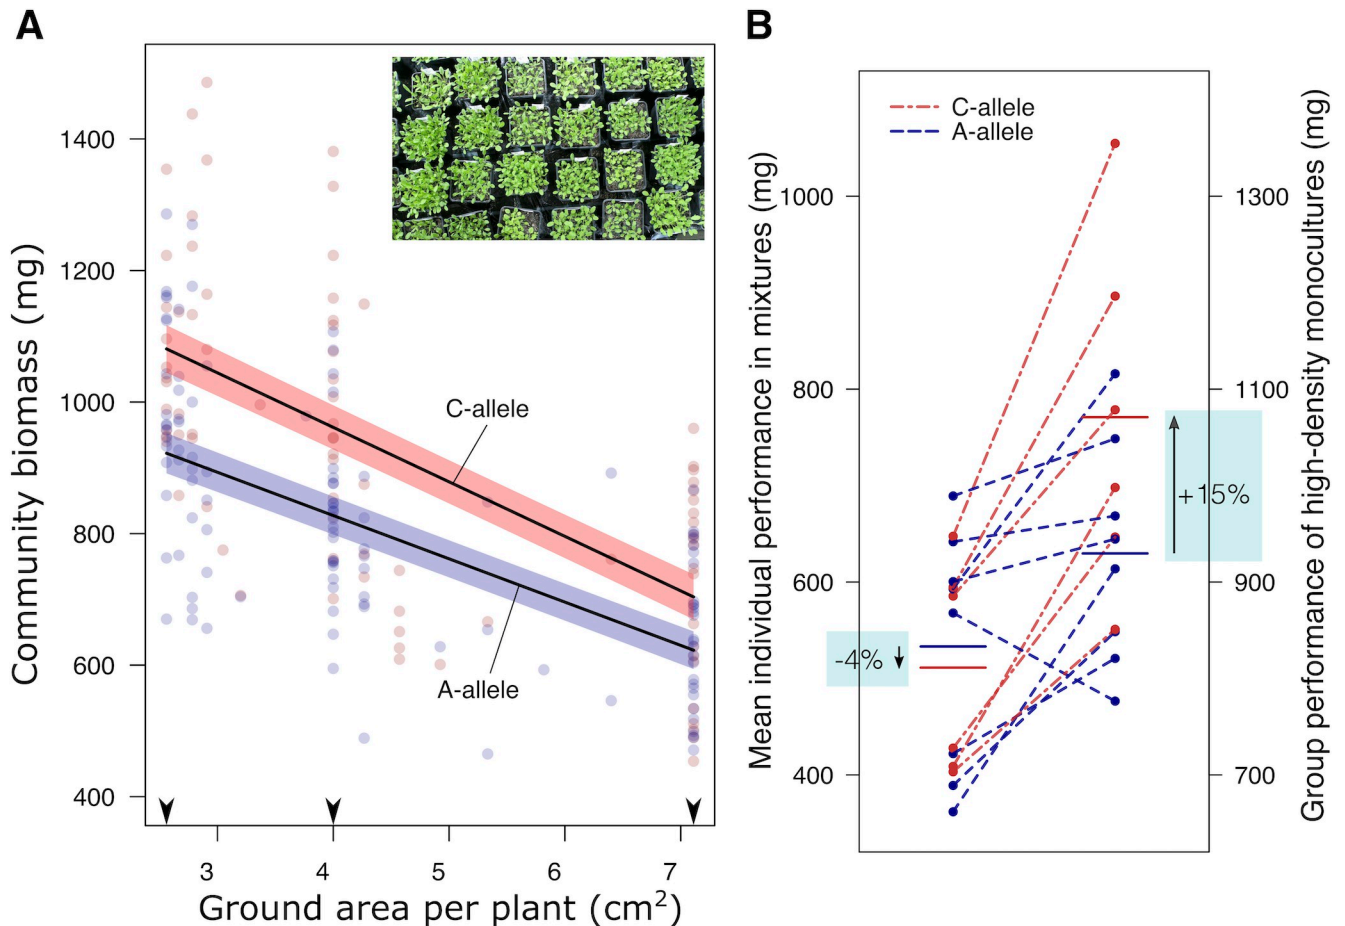 A
Community biomass (mg)
1400
1200
1000
800
600
400
C-allele
A-allele
3 4 5 6 7
Ground area per plant (cm²)
B
C-allele
A-allele
Mean individual performance in mixtures (mg)
1000
800
600
400
-4%
+15%
1300
1100
900
700
Group performance of high-density monocultures (mg)